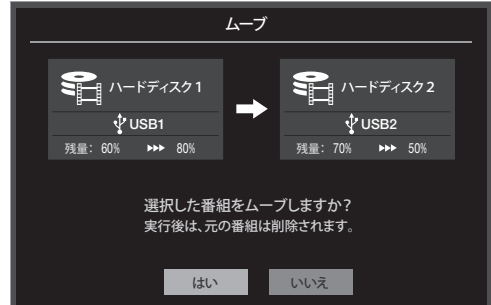 ムーブ
ハードディスク1
USB1
残量: 60% ▸▸▸ 80%
ハードディスク2
USB2
残量: 70% ▸▸▸ 50%
選択した番組をムーブしますか？
実行後は、元の番組は削除されます。
はい
いいえ